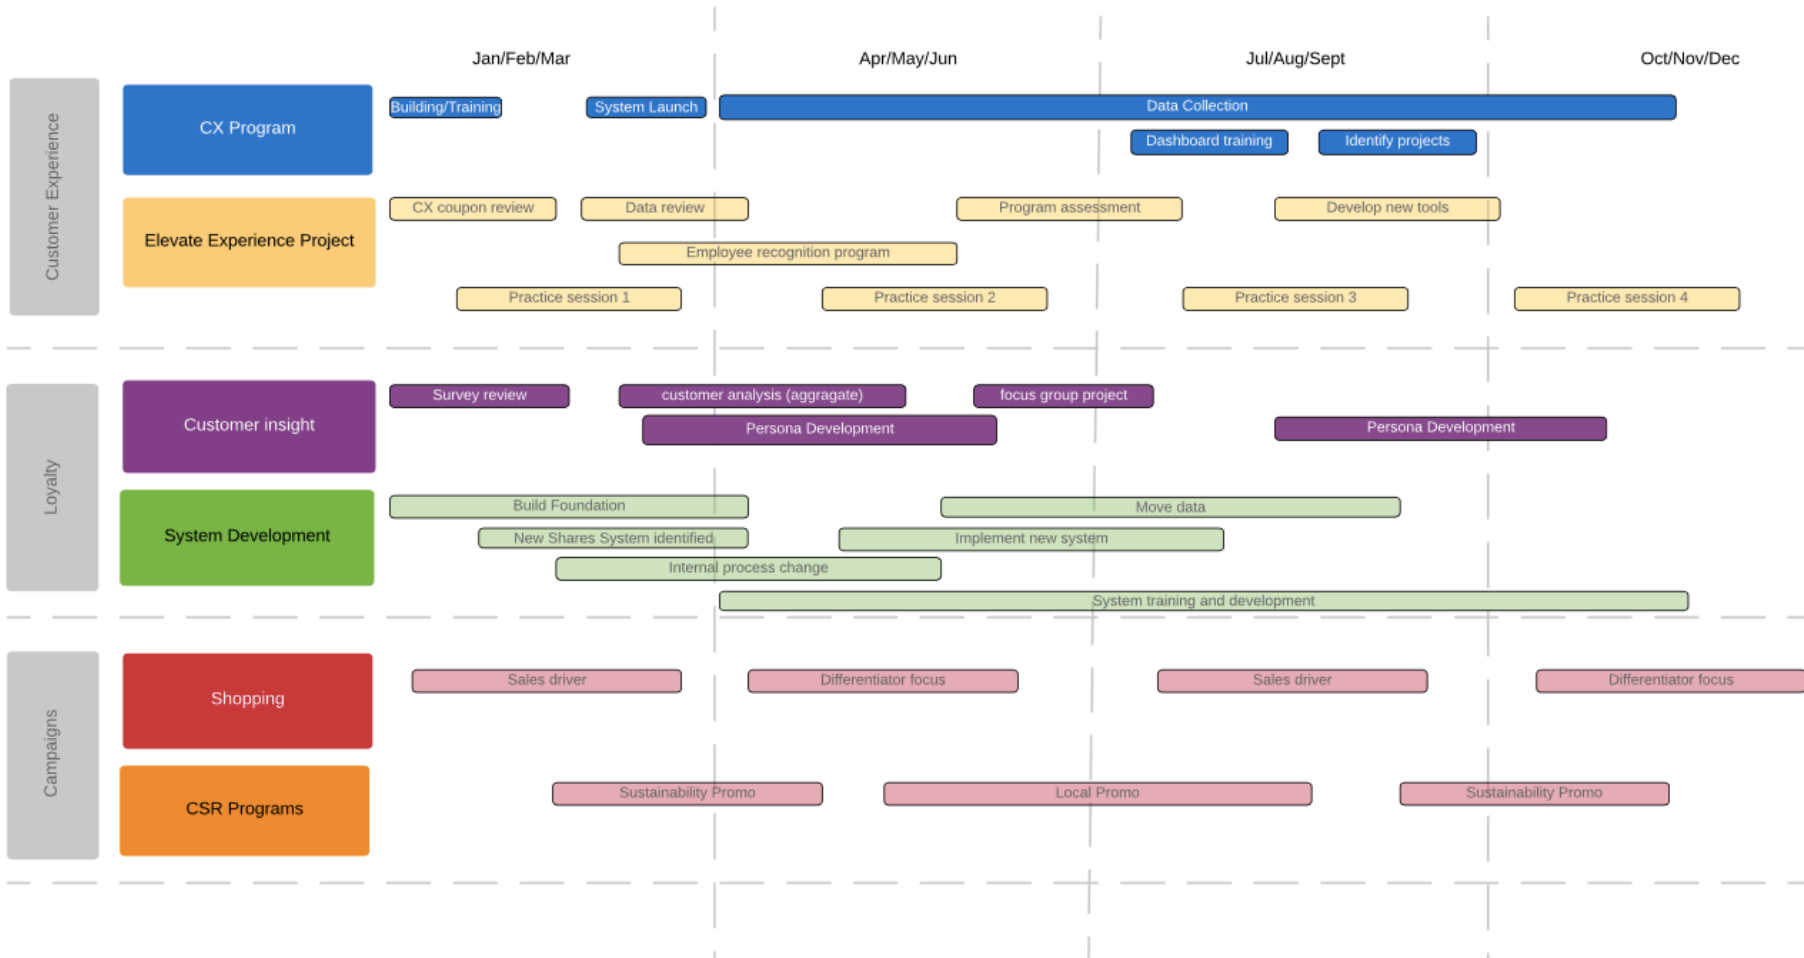 Jan/Feb/Mar
Apr/May/Jun
Jul/Aug/Sept
Oct/Nov/Dec
Customer Experience
CX Program
Building/Training
System Launch
Data Collection
Dashboard training
Identify projects
Elevate Experience Project
CX coupon review
Data review
Program assessment
Develop new tools
Employee recognition program
Practice session 1
Practice session 2
Practice session 3
Practice session 4
Loyalty
Customer insight
Survey review
customer analysis (aggragate)
focus group project
Persona Development
Persona Development
System Development
Build Foundation
Move data
New Shares System identified
Implement new system
Internal process change
System training and development
Campaigns
Shopping
Sales driver
Differentiator focus
Sales driver
Differentiator focus
CSR Programs
Sustainability Promo
Local Promo
Sustainability Promo